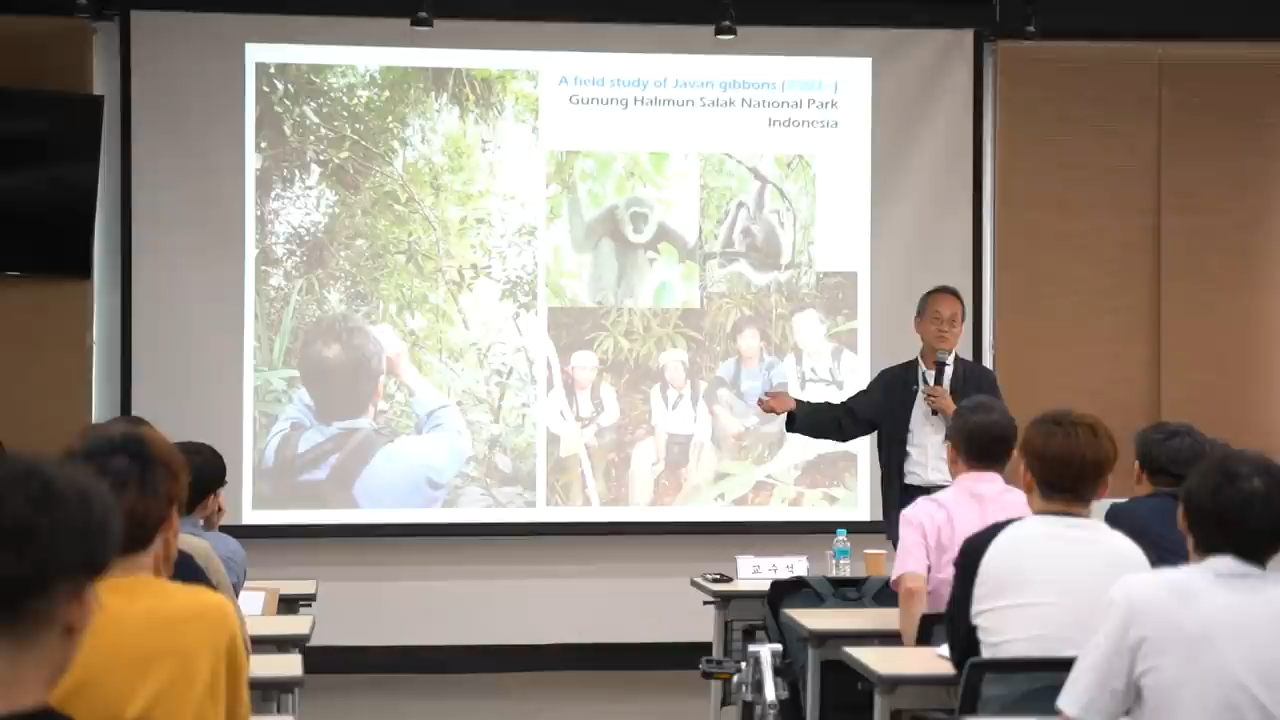 A field study of Javan gibbons
Gunung Halimun Salak National Park
Indonesia
교 수 석